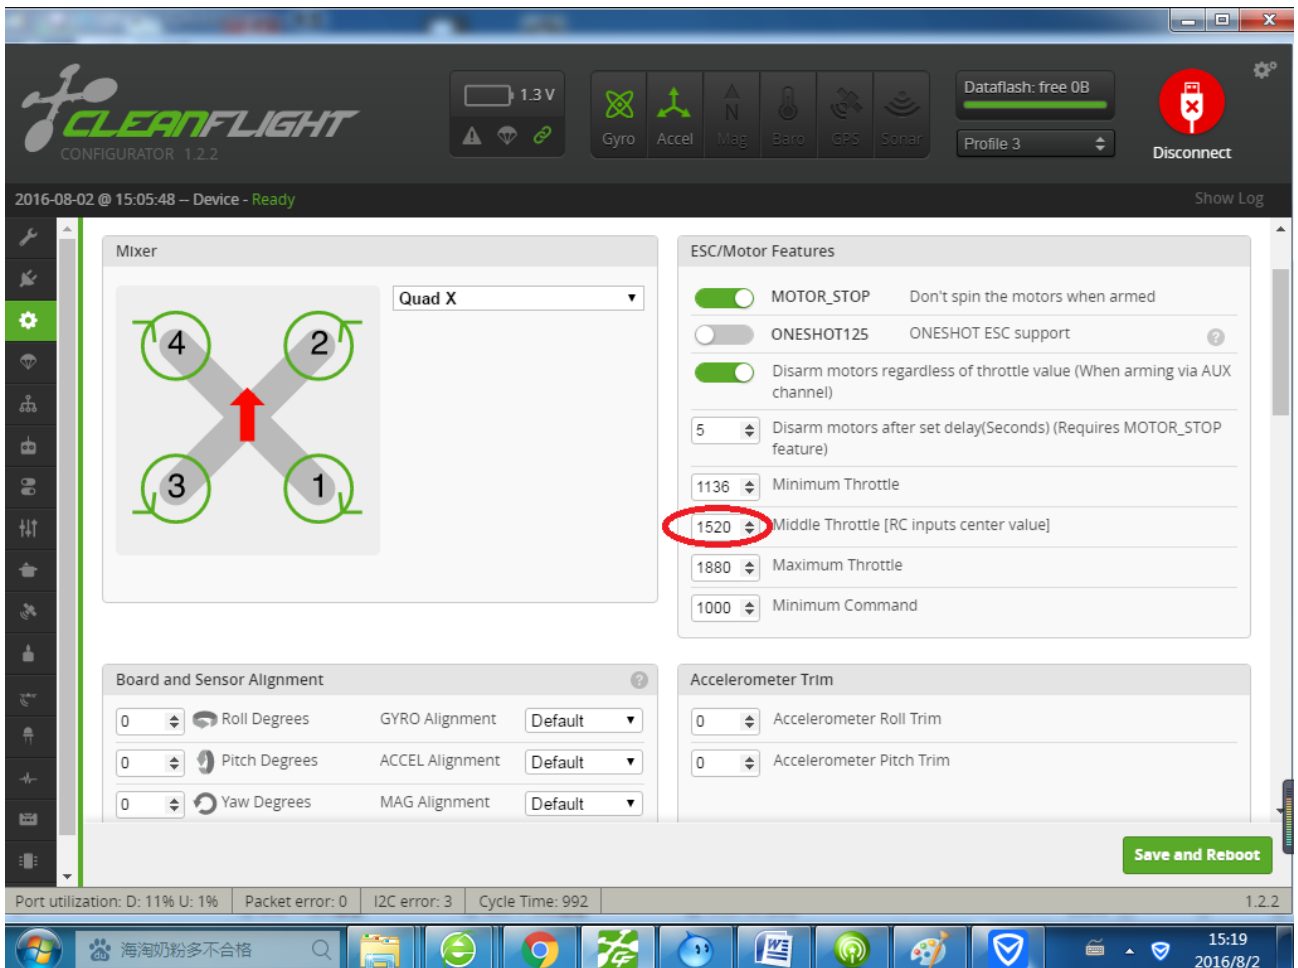 CLEANFLIGHT
CONFIGURATOR 1.2.2
1.3 V
Gyro
Accel
Mag
Baro
GPS
Sonar
Dataflash: free 0B
Profile 3
Disconnect
2016-08-02 @ 15:05:48 -- Device - Ready
Show Log
Mixer
Quad X
4
2
3
1
ESC/Motor Features
MOTOR_STOP Don't spin the motors when armed
ONESHOT125 ONESHOT ESC support
Disarm motors regardless of throttle value (When arming via AUX
channel)
5 Disarm motors after set delay(Seconds) (Requires MOTOR_STOP
feature)
1136 Minimum Throttle
1520 Middle Throttle [RC inputs center value]
1880 Maximum Throttle
1000 Minimum Command
Board and Sensor Alignment
0 Roll Degrees GYRO Alignment Default
0 Pitch Degrees ACCEL Alignment Default
0 Yaw Degrees MAG Alignment Default
Accelerometer Trim
0 Accelerometer Roll Trim
0 Accelerometer Pitch Trim
Save and Reboot
Port utilization: D: 11% U: 1% Packet error: 0 I2C error: 3 Cycle Time: 992 1.2.2
海淘奶粉多不合格
15:19
2016/8/2